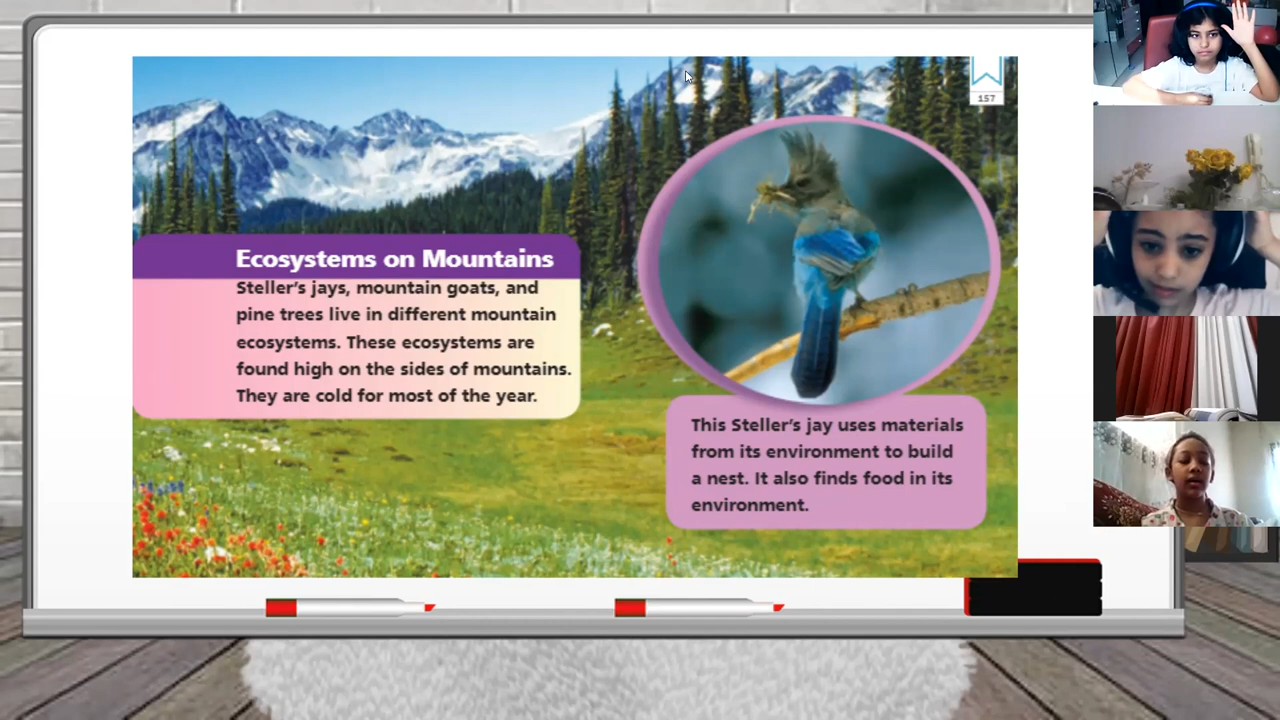 157
Ecosystems on Mountains
Steller's jays, mountain goats, and
pine trees live in different mountain
ecosystems. These ecosystems are
found high on the sides of mountains.
They are cold for most of the year.
This Steller's jay uses materials
from its environment to build
a nest. It also finds food in its
environment.